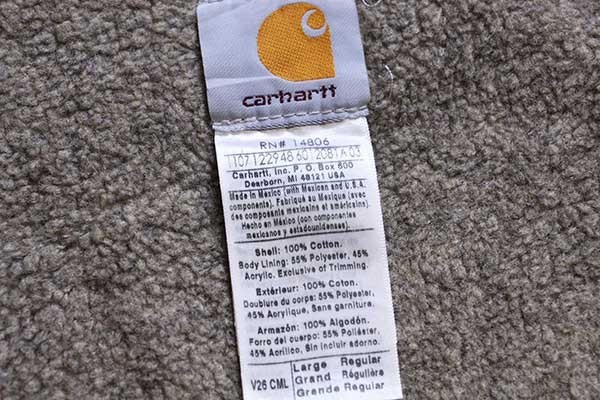 carhartt
RN# 14806
107 122948 60 2081A 03
Carhartt, Inc. P. O. Box 600
Dearborn, MI 48121 USA
Made in Mexico (with Mexican and U.S.A.
components). Fabriqué au Mexique (avec
des composants mexicains et américains).
Hecho en México (con componentes
mexicanos y estadounidenses).
Shell: 100% Cotton.
Body Lining: 55% Polyester, 45%
Acrylic. Exclusive of Trimming.
Extérieur: 100% Coton.
Doublure du corps: 55% Polyester,
45% Acrylique, Sans garniture.
Armazón: 100% Algodón.
Forro del cuerpo: 55% Poliéster,
45% Acrílico, Sin incluir adorno.
V26 CML
Large Regular
Grand Régulière
Grande Regular